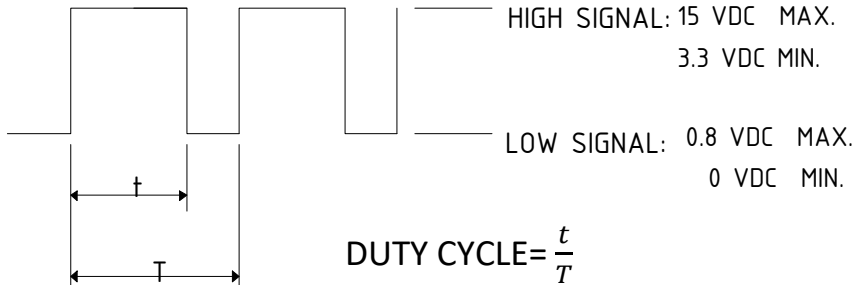 HIGH SIGNAL: 15 VDC MAX.
3.3 VDC MIN.
LOW SIGNAL: 0.8 VDC MAX.
0 VDC MIN.
t
T
DUTY CYCLE= t/T